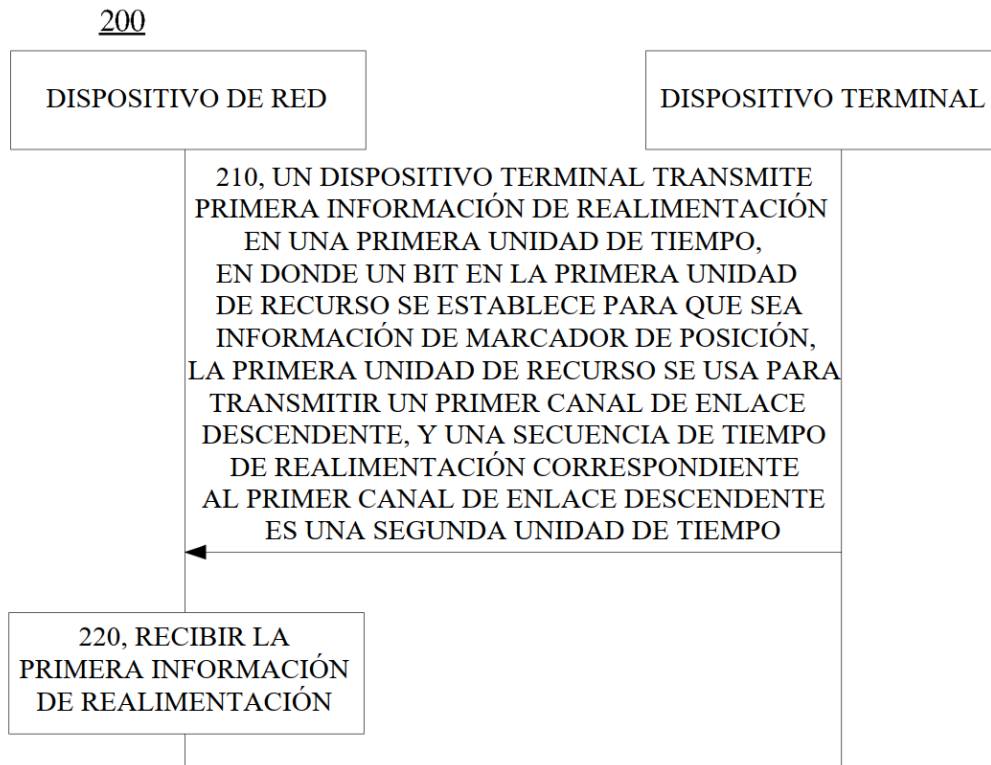 200
DISPOSITIVO DE RED
DISPOSITIVO TERMINAL
210, UN DISPOSITIVO TERMINAL TRANSMITE
PRIMERA INFORMACIÓN DE REALIMENTACIÓN
EN UNA PRIMERA UNIDAD DE TIEMPO,
EN DONDE UN BIT EN LA PRIMERA UNIDAD
DE RECURSO SE ESTABLECE PARA QUE SEA
INFORMACIÓN DE MARCADOR DE POSICIÓN,
LA PRIMERA UNIDAD DE RECURSO SE USA PARA
TRANSMITIR UN PRIMER CANAL DE ENLACE
DESCENDENTE, Y UNA SECUENCIA DE TIEMPO
DE REALIMENTACIÓN CORRESPONDIENTE
AL PRIMER CANAL DE ENLACE DESCENDENTE
ES UNA SEGUNDA UNIDAD DE TIEMPO
220, RECIBIR LA
PRIMERA INFORMACIÓN
DE REALIMENTACIÓN